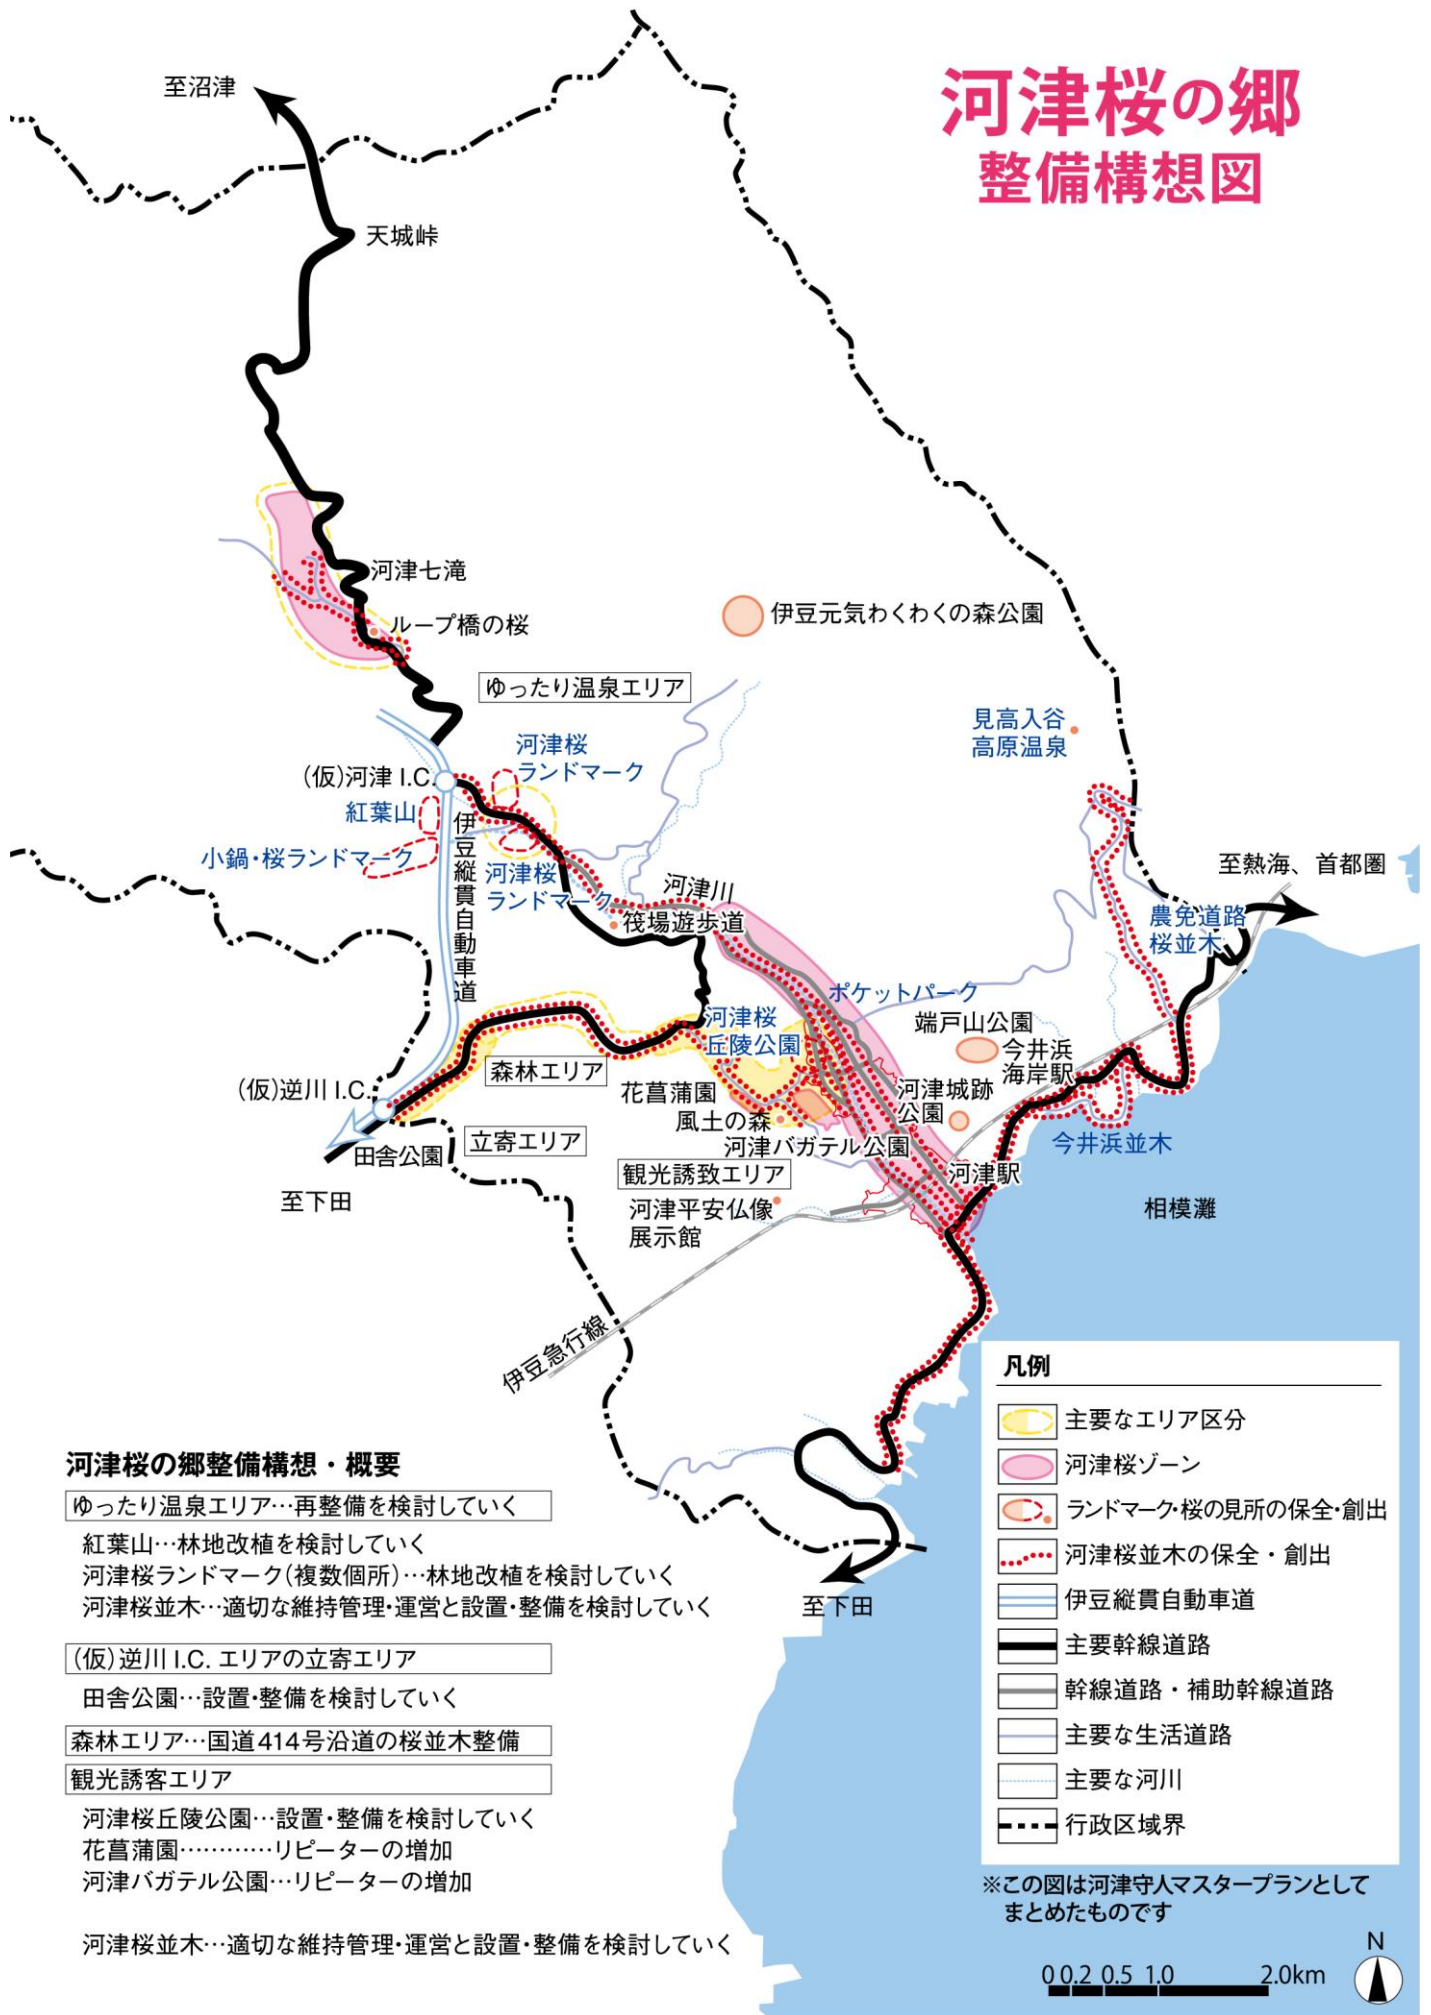 河津桜の郷
整備構想図
至沼津
天城峠
河津七滝
ループ橋の桜
伊豆元気わくわくの森公園
ゆったり温泉エリア
見高入谷
高原温泉
河津桜
ランドマーク
(仮)河津 I.C.
紅葉山
伊豆縦貫自動車道
小鍋・桜ランドマーク
河津桜
ランドマーク
河津川
筏場遊歩道
至熱海、首都圏
農免道路
桜並木
ポケットパーク
河津桜
丘陵公園
端戸山公園
今井浜
海岸駅
森林エリア
(仮)逆川 I.C.
花菖蒲園
風土の森
河津城跡
公園
河津バガテル公園
立寄エリア
田舎公園
今井浜並木
観光誘致エリア
河津駅
至下田
河津平安仏像
展示館
相模灘
伊豆急行線
至下田
河津桜の郷整備構想・概要
ゆったり温泉エリア…再整備を検討していく
紅葉山…林地改植を検討していく
河津桜ランドマーク(複数個所)…林地改植を検討していく
河津桜並木…適切な維持管理・運営と設置・整備を検討していく
(仮)逆川 I.C. エリアの立寄エリア
田舎公園…設置・整備を検討していく
森林エリア…国道414号沿道の桜並木整備
観光誘客エリア
河津桜丘陵公園…設置・整備を検討していく
花菖蒲園…………リピーターの増加
河津バガテル公園…リピーターの増加
河津桜並木…適切な維持管理・運営と設置・整備を検討していく
凡例
主要なエリア区分
河津桜ゾーン
ランドマーク・桜の見所の保全・創出
河津桜並木の保全・創出
伊豆縦貫自動車道
主要幹線道路
幹線道路・補助幹線道路
主要な生活道路
主要な河川
行政区域界
※この図は河津守人マスタープランとして
まとめたものです
N
0 0.2 0.5 1.0 2.0km